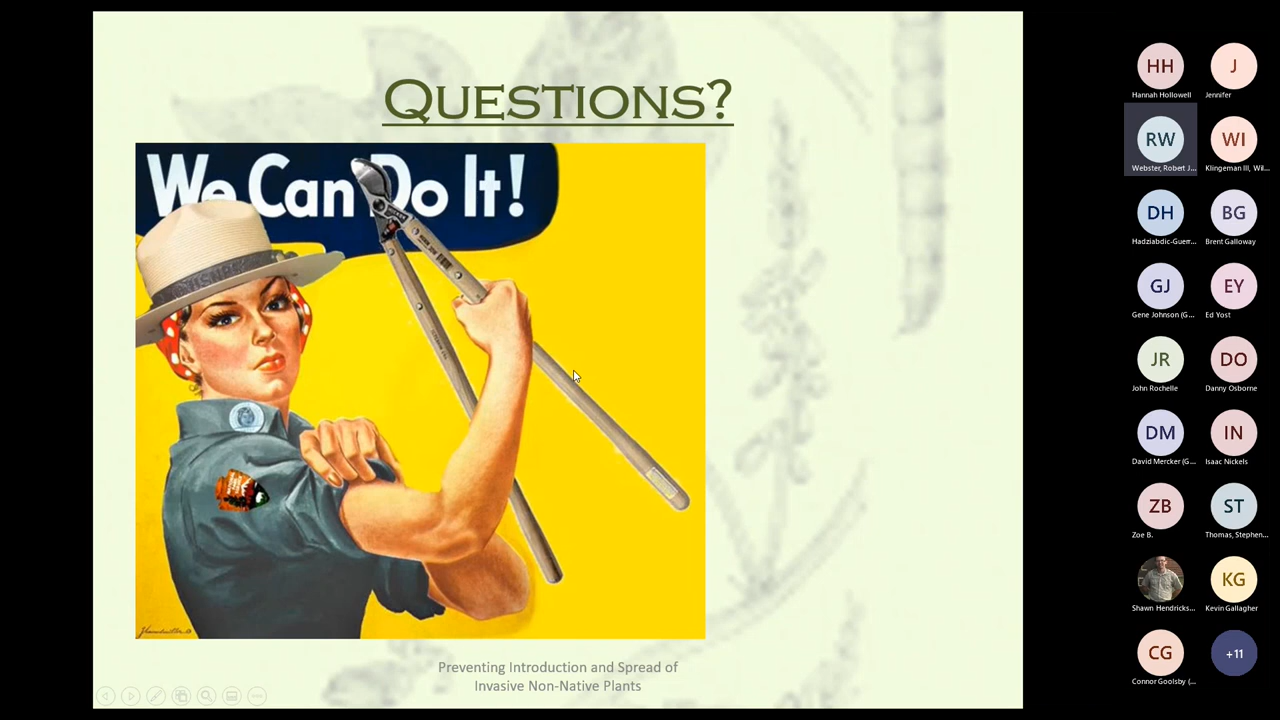 QUESTIONS?
We Can Do It!
Preventing Introduction and Spread of
Invasive Non-Native Plants
HH
Hannah Hollowell
J
Jennifer
RW
Webster, Robert J...
WI
Klingeman III, Wil...
DH
Hadziabdic-Guerr...
BG
Brent Galloway
GJ
Gene Johnson (G...
EY
Ed Yost
JR
John Rochelle
DO
Danny Osborne
DM
David Mercker (G...
IN
Isaac Nickels
ZB
Zoe B.
ST
Thomas, Stephen...
Shawn Hendricks...
KG
Kevin Gallagher
CG
Connor Goolsby (...
+11